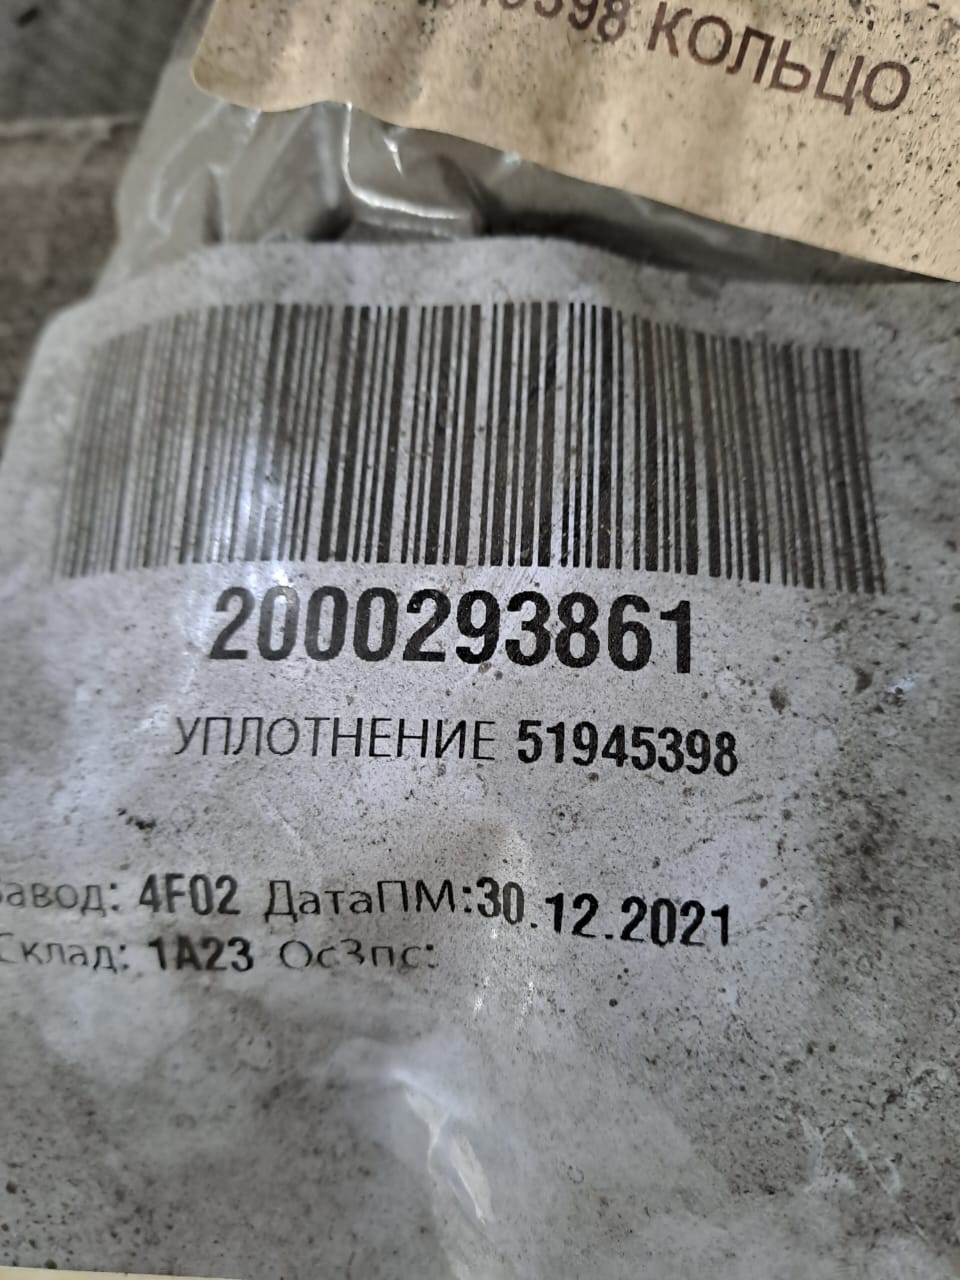 КОЛЬЦО
2000293861
УПЛОТНЕНИЕ 51945398
Завод: 4F02 ДатаПМ:30.12.2021
Склад: 1A23 ОсЗпс: